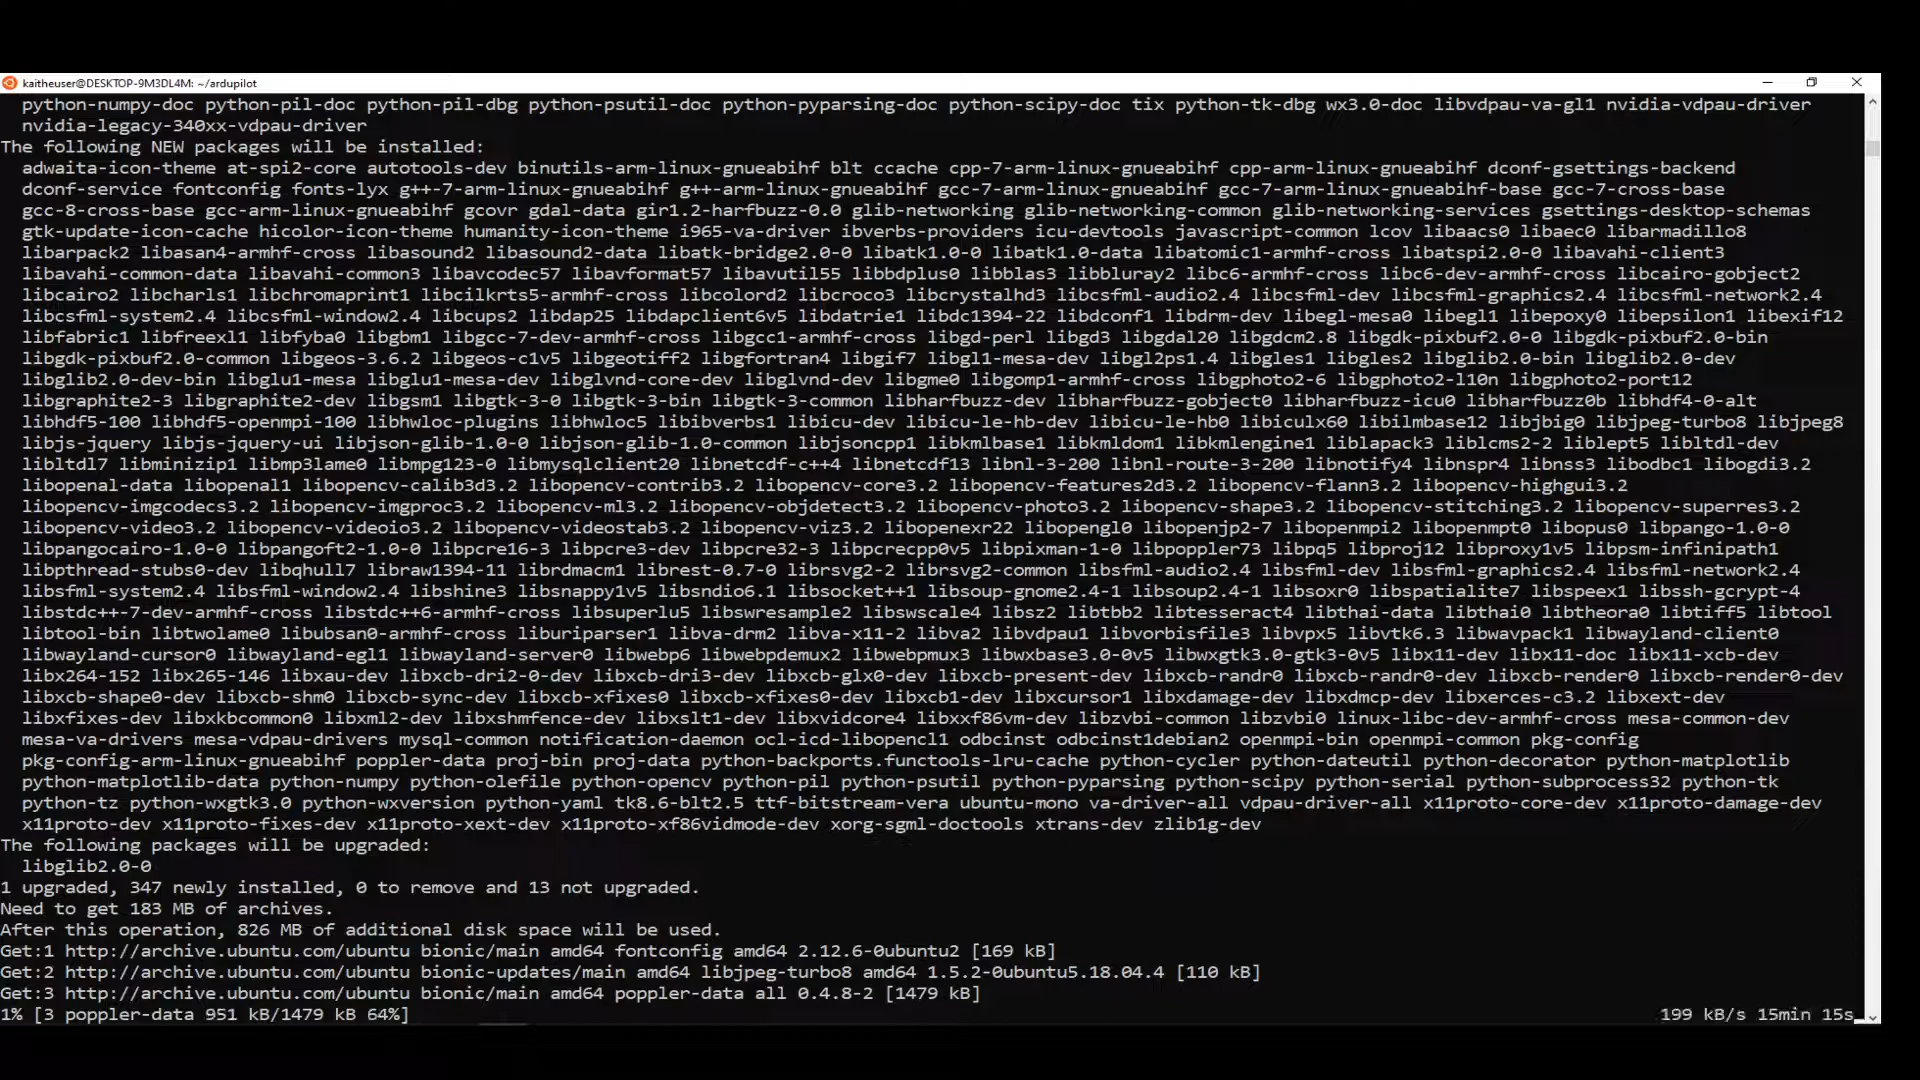 kaitheuser@DESKTOP-9M3DL4M: ~/ardupilot
python-numpy-doc python-pil-doc python-pil-dbg python-psutil-doc python-pyparsing-doc python-scipy-doc tix python-tk-dbg wx3.0-doc libvdpau-va-gl1 nvidia-vdpau-driver
nvidia-legacy-340xx-vdpau-driver
The following NEW packages will be installed:
adwaita-icon-theme at-spi2-core autotools-dev binutils-arm-linux-gnueabihf blt ccache cpp-7-arm-linux-gnueabihf cpp-arm-linux-gnueabihf dconf-gsettings-backend
dconf-service fontconfig fonts-lyx g++-7-arm-linux-gnueabihf g++-arm-linux-gnueabihf gcc-7-arm-linux-gnueabihf gcc-7-arm-linux-gnueabihf-base gcc-7-cross-base
gcc-8-cross-base gcc-arm-linux-gnueabihf gcovr gdal-data gir1.2-harfbuzz-0.0 glib-networking glib-networking-common glib-networking-services gsettings-desktop-schemas
gtk-update-icon-cache hicolor-icon-theme humanity-icon-theme i965-va-driver ibverbs-providers icu-devtools javascript-common lcov libaacs0 libaec0 libarmadillo8
libarpack2 libasan4-armhf-cross libasound2 libasound2-data libatk-bridge2.0-0 libatk1.0-0 libatk1.0-data libatomic1-armhf-cross libatspi2.0-0 libavahi-client3
libavahi-common-data libavahi-common3 libavcodec57 libavformat57 libavutil55 libbdplus0 libblas3 libbluray2 libc6-armhf-cross libc6-dev-armhf-cross libcairo-gobject2
libcairo2 libcharls1 libchromaprint1 libcilkrts5-armhf-cross libcolord2 libcroco3 libcrystalhd3 libcsfml-audio2.4 libcsfml-dev libcsfml-graphics2.4 libcsfml-network2.4
libcsfml-system2.4 libcsfml-window2.4 libcups2 libdap25 libdapclient6v5 libdatrie1 libdc1394-22 libdconf1 libdrm-dev libegl-mesa0 libegl1 libepoxy0 libepsilon1 libexif12
libfabric1 libfreexl1 libfyba0 libgbm1 libgcc-7-dev-armhf-cross libgcc1-armhf-cross libgd-perl libgd3 libgdal20 libgdcm2.8 libgdk-pixbuf2.0-0 libgdk-pixbuf2.0-bin
libgdk-pixbuf2.0-common libgeos-3.6.2 libgeos-c1v5 libgeotiff2 libgfortran4 libgif7 libgl1-mesa-dev libgl2ps1.4 libgles1 libgles2 libglib2.0-bin libglib2.0-dev
libglib2.0-dev-bin libglu1-mesa libglu1-mesa-dev libglvnd-core-dev libglvnd-dev libgme0 libgomp1-armhf-cross libgphoto2-6 libgphoto2-l10n libgphoto2-port12
libgraphite2-3 libgraphite2-dev libgsm1 libgtk-3-0 libgtk-3-bin libgtk-3-common libharfbuzz-dev libharfbuzz-gobject0 libharfbuzz-icu0 libharfbuzz0b libhdf4-0-alt
libhdf5-100 libhdf5-openmpi-100 libhwloc-plugins libhwloc5 libibverbs1 libicu-dev libicu-le-hb-dev libicu-le-hb0 libiculx60 libilmbase12 libjbig0 libjpeg-turbo8 libjpeg8
libjs-jquery libjs-jquery-ui libjson-glib-1.0-0 libjson-glib-1.0-common libjsoncpp1 libkmlbase1 libkmldom1 libkmlengine1 liblapack3 liblcms2-2 liblept5 libltdl-dev
libltdl7 libminizip1 libmp3lame0 libmpg123-0 libmysqlclient20 libnetcdf-c++4 libnetcdf13 libnl-3-200 libnl-route-3-200 libnotify4 libnspr4 libnss3 libodbc1 libogdi3.2
libopenal-data libopenal1 libopencv-calib3d3.2 libopencv-contrib3.2 libopencv-core3.2 libopencv-features2d3.2 libopencv-flann3.2 libopencv-highgui3.2
libopencv-imgcodecs3.2 libopencv-imgproc3.2 libopencv-ml3.2 libopencv-objdetect3.2 libopencv-photo3.2 libopencv-shape3.2 libopencv-stitching3.2 libopencv-superres3.2
libopencv-video3.2 libopencv-videoio3.2 libopencv-videostab3.2 libopencv-viz3.2 libopenexr22 libopengl0 libopenjp2-7 libopenmpi2 libopenmpt0 libopus0 libpango-1.0-0
libpangocairo-1.0-0 libpangoft2-1.0-0 libpcre16-3 libpcre3-dev libpcre32-3 libpcrecpp0v5 libpixman-1-0 libpoppler73 libpq5 libproj12 libproxy1v5 libpsm-infinipath1
libpthread-stubs0-dev libqhull7 libraw1394-11 librdmacm1 librest-0.7-0 librsvg2-2 librsvg2-common libsfml-audio2.4 libsfml-dev libsfml-graphics2.4 libsfml-network2.4
libsfml-system2.4 libsfml-window2.4 libshine3 libsnappy1v5 libsndio6.1 libsocket++1 libsoup-gnome2.4-1 libsoup2.4-1 libsoxr0 libspatialite7 libspeex1 libssh-gcrypt-4
libstdc++-7-dev-armhf-cross libstdc++6-armhf-cross libsuperlu5 libswresample2 libswscale4 libsz2 libtbb2 libtesseract4 libthai-data libthai0 libtheora0 libtiff5 libtool
libtool-bin libtwolame0 libubsan0-armhf-cross liburiparser1 libva-drm2 libva-x11-2 libva2 libvdpau1 libvorbisfile3 libvpx5 libvtk6.3 libwavpack1 libwayland-client0
libwayland-cursor0 libwayland-egl1 libwayland-server0 libwebp6 libwebpdemux2 libwebpmux3 libwxbase3.0-0v5 libwxgtk3.0-gtk3-0v5 libx11-dev libx11-doc libx11-xcb-dev
libx264-152 libx265-146 libxau-dev libxcb-dri2-0-dev libxcb-dri3-dev libxcb-glx0-dev libxcb-present-dev libxcb-randr0 libxcb-randr0-dev libxcb-render0 libxcb-render0-dev
libxcb-shape0-dev libxcb-shm0 libxcb-sync-dev libxcb-xfixes0 libxcb-xfixes0-dev libxcb1-dev libxcursor1 libxdamage-dev libxdmcp-dev libxerces-c3.2 libxext-dev
libxfixes-dev libxkbcommon0 libxml2-dev libxshmfence-dev libxslt1-dev libxvidcore4 libxxf86vm-dev libzvbi-common libzvbi0 linux-libc-dev-armhf-cross mesa-common-dev
mesa-va-drivers mesa-vdpau-drivers mysql-common notification-daemon ocl-icd-libopencl1 odbcinst odbcinst1debian2 openmpi-bin openmpi-common pkg-config
pkg-config-arm-linux-gnueabihf poppler-data proj-bin proj-data python-backports.functools-lru-cache python-cycler python-dateutil python-decorator python-matplotlib
python-matplotlib-data python-numpy python-olefile python-opencv python-pil python-psutil python-pyparsing python-scipy python-serial python-subprocess32 python-tk
python-tz python-wxgtk3.0 python-wxversion python-yaml tk8.6-blt2.5 ttf-bitstream-vera ubuntu-mono va-driver-all vdpau-driver-all x11proto-core-dev x11proto-damage-dev
x11proto-dev x11proto-fixes-dev x11proto-xext-dev x11proto-xf86vidmode-dev xorg-sgml-doctools xtrans-dev zlib1g-dev
The following packages will be upgraded:
libglib2.0-0
1 upgraded, 347 newly installed, 0 to remove and 13 not upgraded.
Need to get 183 MB of archives.
After this operation, 826 MB of additional disk space will be used.
Get:1 http://archive.ubuntu.com/ubuntu bionic/main amd64 fontconfig amd64 2.12.6-0ubuntu2 [169 kB]
Get:2 http://archive.ubuntu.com/ubuntu bionic-updates/main amd64 libjpeg-turbo8 amd64 1.5.2-0ubuntu5.18.04.4 [110 kB]
Get:3 http://archive.ubuntu.com/ubuntu bionic/main amd64 poppler-data all 0.4.8-2 [1479 kB]
1% [3 poppler-data 951 kB/1479 kB 64%] 199 kB/s 15min 15s